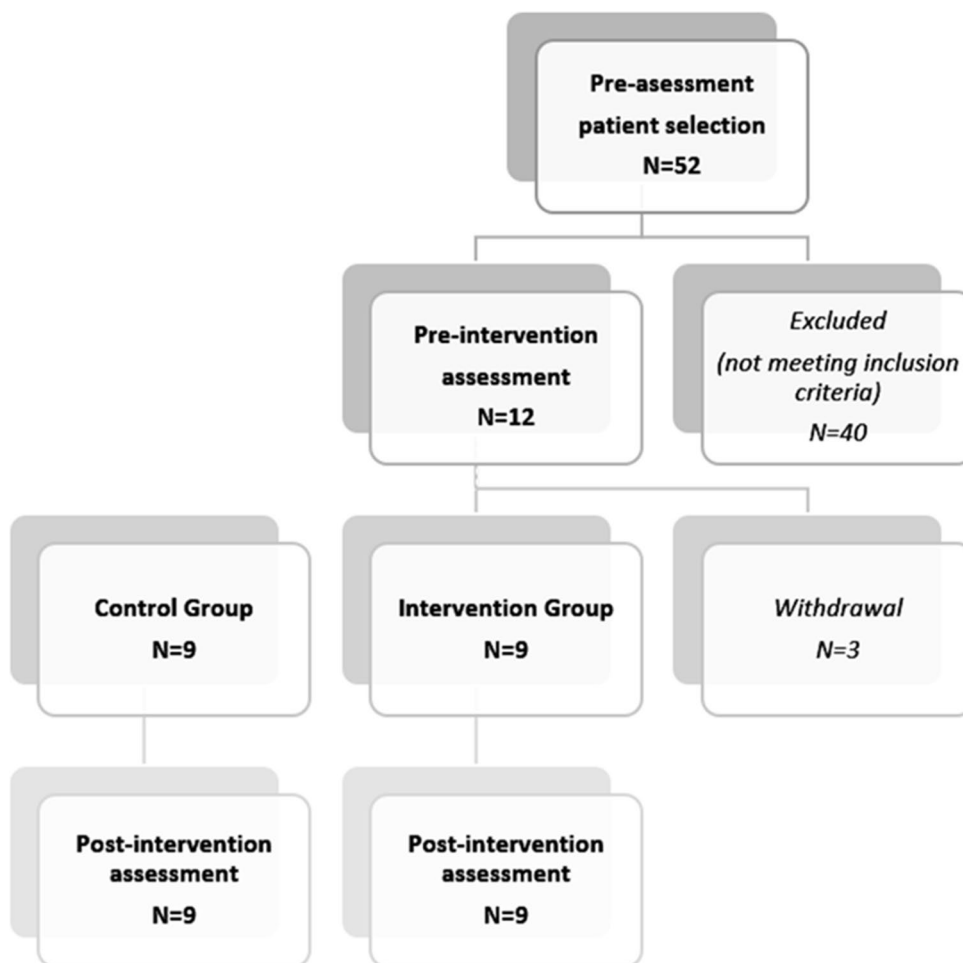 Pre-asessment
patient selection
N=52
Pre-intervention
assessment
N=12
Excluded
(not meeting inclusion
criteria)
N=40
Control Group
N=9
Intervention Group
N=9
Withdrawal
N=3
Post-intervention
assessment
N=9
Post-intervention
assessment
N=9